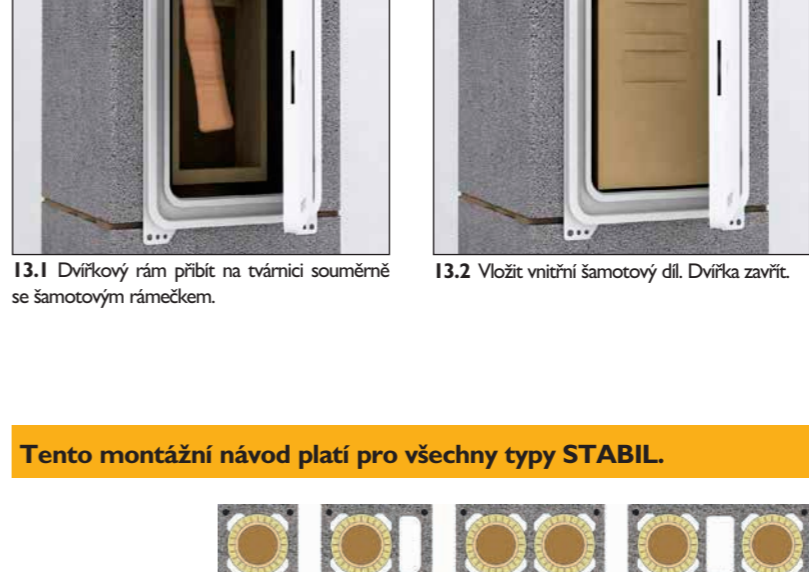 13.1 Dvířkový rám přibít na tvárnici souměrně
se šamotovým rámečkem.
13.2 Vložit vnitřní šamotový díl. Dvířka zavřít.
Tento montážní návod platí pro všechny typy STABIL.